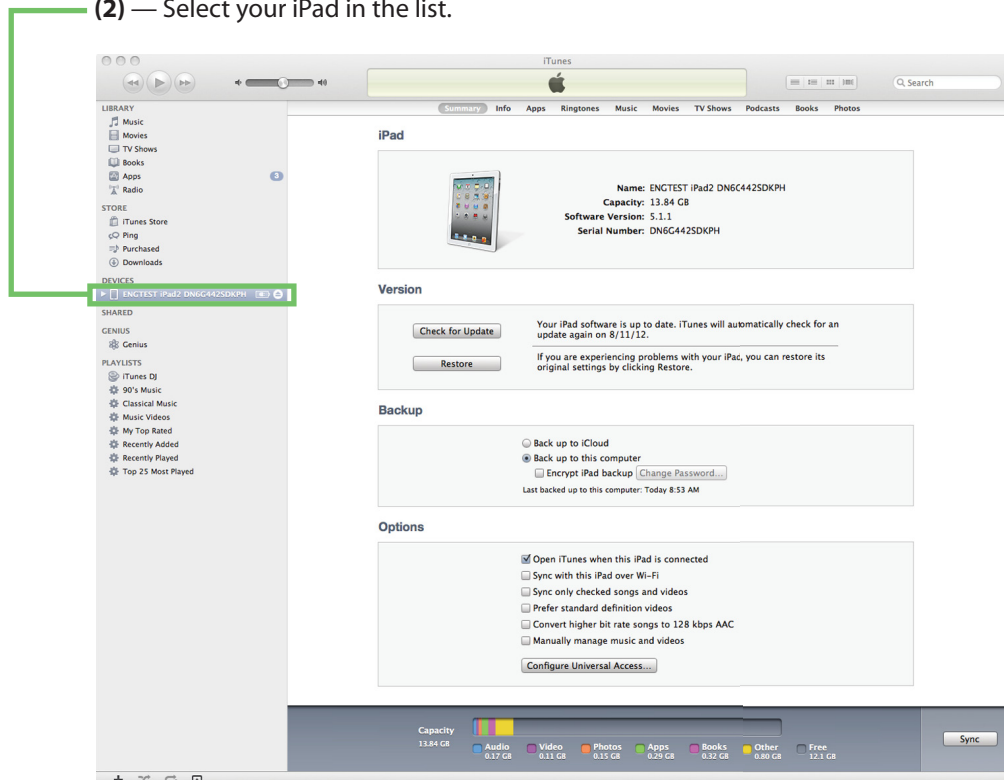 (2) — Select your iPad in the list.
iTunes
Search
LIBRARY
Music
Movies
TV Shows
Books
Apps 3
Radio
STORE
iTunes Store
Ping
Purchased
Downloads
DEVICES
ENGTEST iPad2 DN6G442SDKPH
SHARED
GENIUS
Genius
PLAYLISTS
iTunes DJ
90's Music
Classical Music
Music Videos
My Top Rated
Recently Added
Recently Played
Top 25 Most Played
Summary Info Apps Ringtones Music Movies TV Shows Podcasts Books Photos
iPad
Name: ENGTEST iPad2 DN6G442SDKPH
Capacity: 13.84 GB
Software Version: 5.1.1
Serial Number: DN6G442SDKPH
Version
Check for Update
Your iPad software is up to date. iTunes will automatically check for an
update again on 8/11/12.
Restore
If you are experiencing problems with your iPad, you can restore its
original settings by clicking Restore.
Backup
Back up to iCloud
Back up to this computer
Encrypt iPad backup Change Password...
Last backed up to this computer: Today 8:53 AM
Options
Open iTunes when this iPad is connected
Sync with this iPad over Wi-Fi
Sync only checked songs and videos
Prefer standard definition videos
Convert higher bit rate songs to 128 kbps AAC
Manually manage music and videos
Configure Universal Access...
Capacity
13.84 GB
Audio Video Photos Apps Books Other Free
0.17 GB 0.11 GB 0.15 GB 0.29 GB 0.32 GB 0.80 GB 12.1 GB
Sync